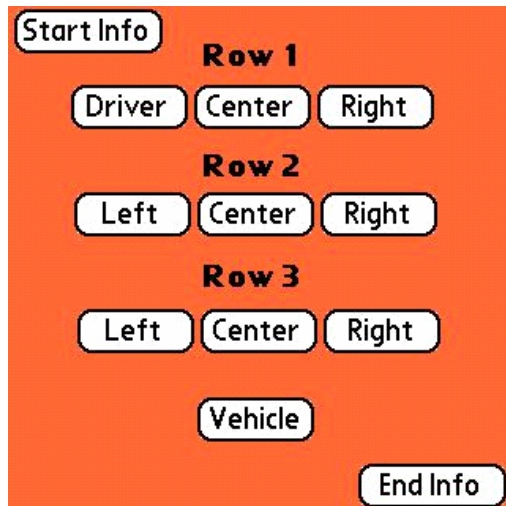 Start Info
Row 1
Driver Center Right
Row 2
Left Center Right
Row 3
Left Center Right
Vehicle
End Info